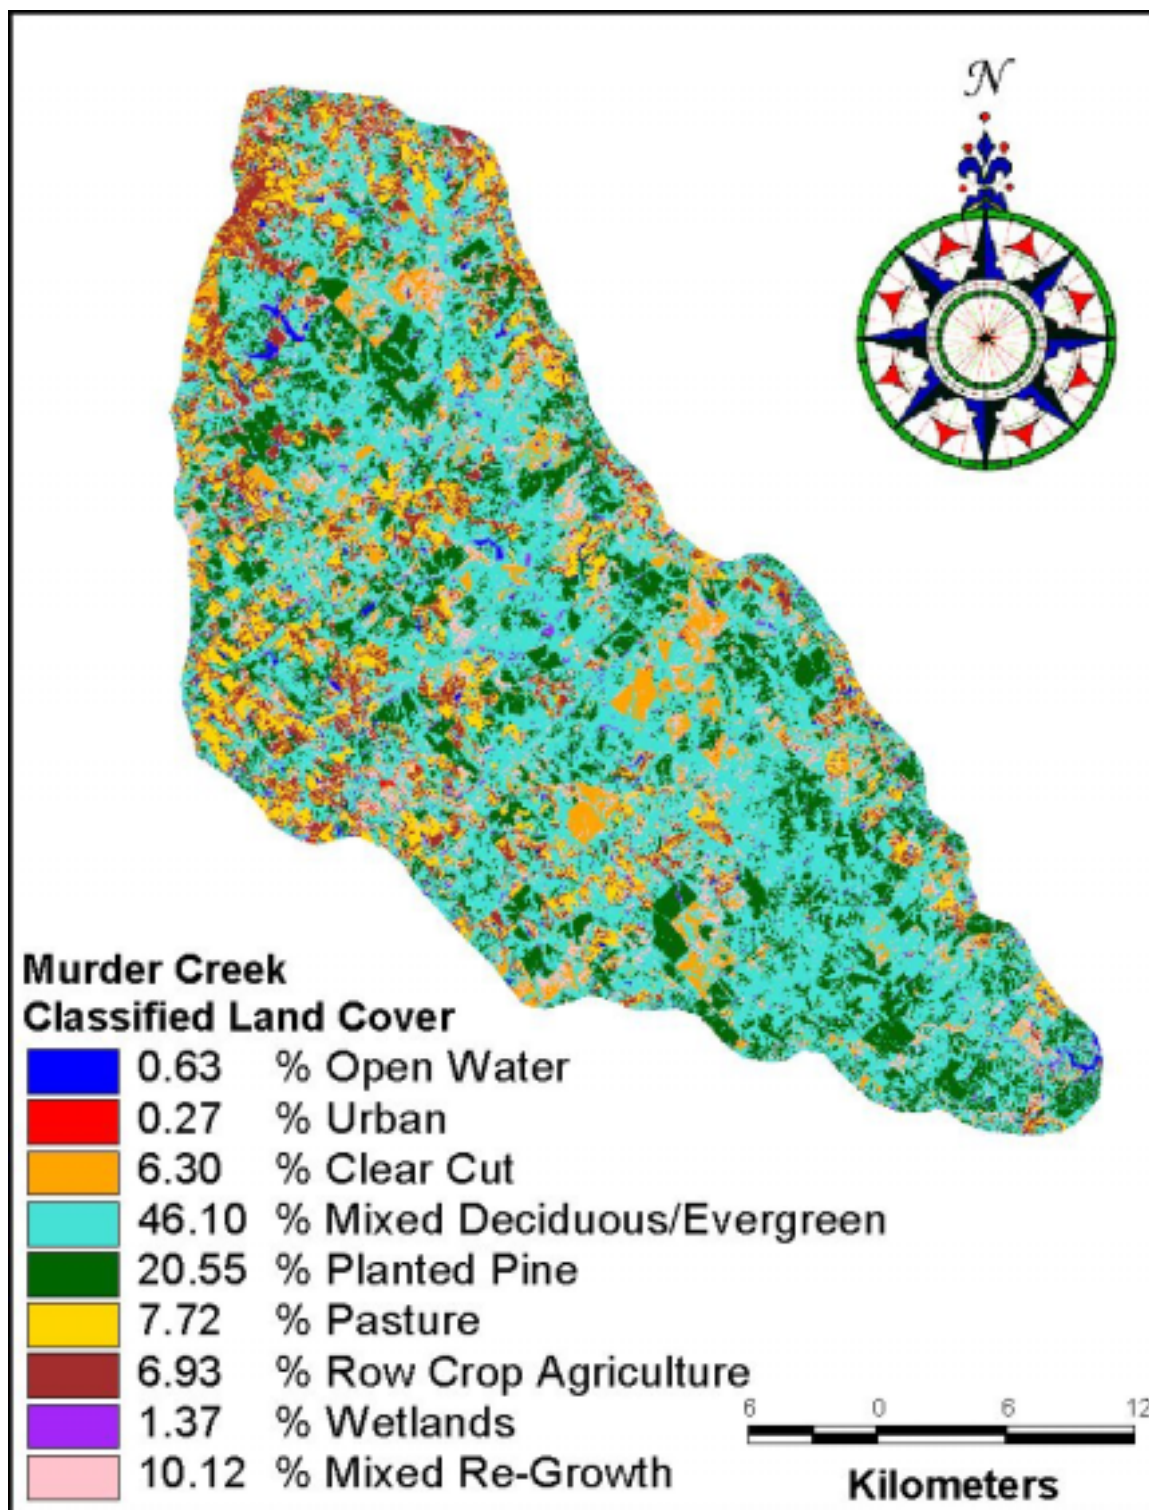 N
Murder Creek
Classified Land Cover
0.63 % Open Water
0.27 % Urban
6.30 % Clear Cut
46.10 % Mixed Deciduous/Evergreen
20.55 % Planted Pine
7.72 % Pasture
6.93 % Row Crop Agriculture
1.37 % Wetlands
10.12 % Mixed Re-Growth
6 0 6 12
Kilometers